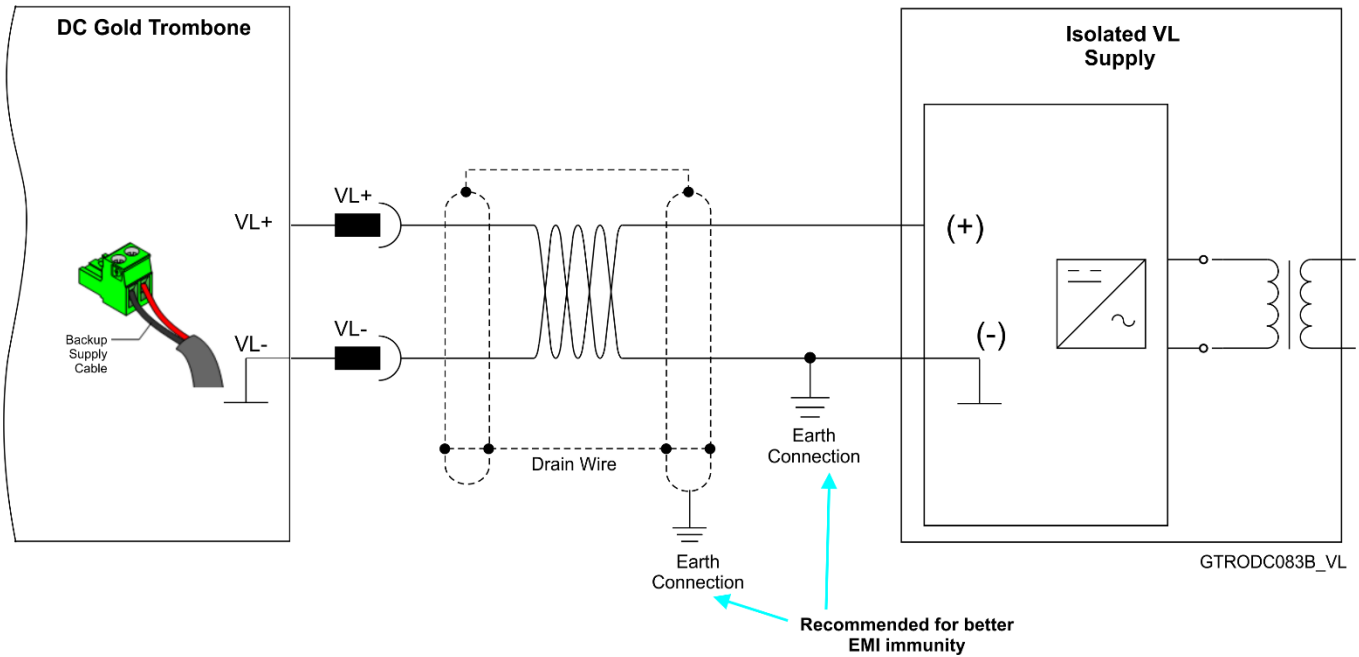 DC Gold Trombone
Isolated VL
Supply
VL+
VL+
(+)
Backup
Supply
Cable
VL-
VL-
(-)
Earth
Connection
Drain Wire
Earth
Connection
GTRODC083B_VL
Recommended for better
EMI immunity